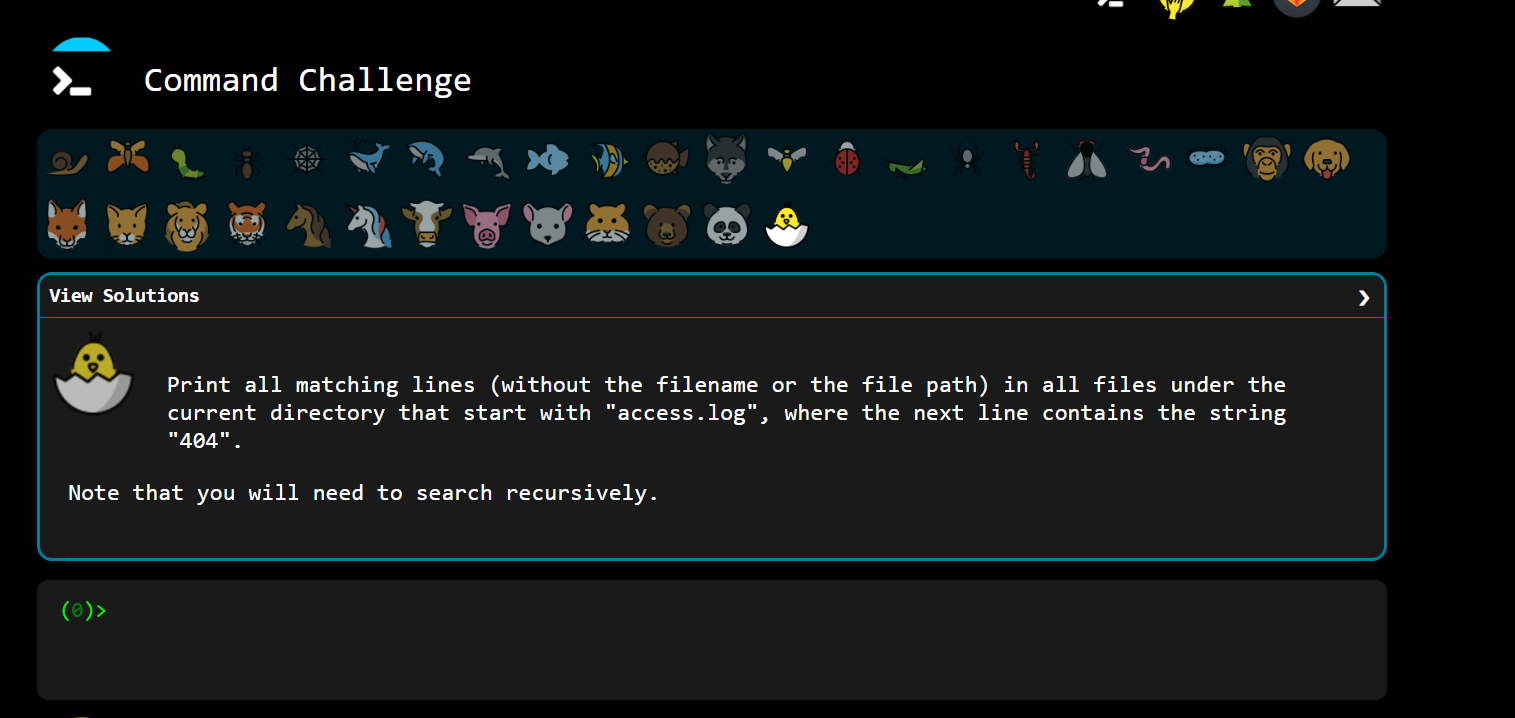 Command Challenge
View Solutions
Print all matching lines (without the filename or the file path) in all files under the
current directory that start with "access.log", where the next line contains the string
"404".
Note that you will need to search recursively.
(0)>